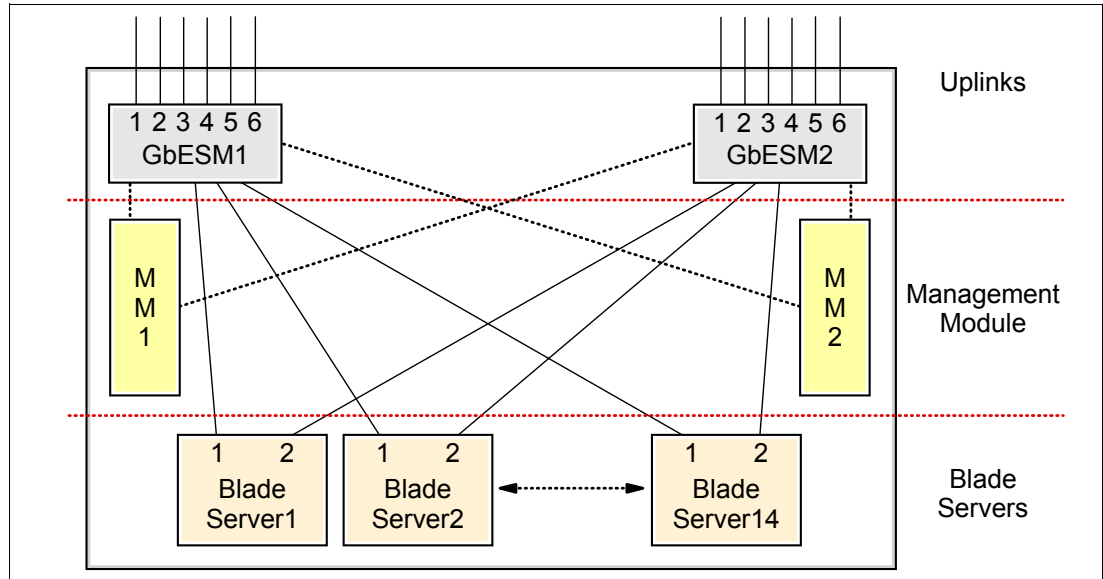 Uplinks
1 2 3 4 5 6
GbESM1
1 2 3 4 5 6
GbESM2
M
M
1
M
M
2
Management
Module
1 2
Blade
Server1
1 2
Blade
Server2
1 2
Blade
Server14
Blade
Servers